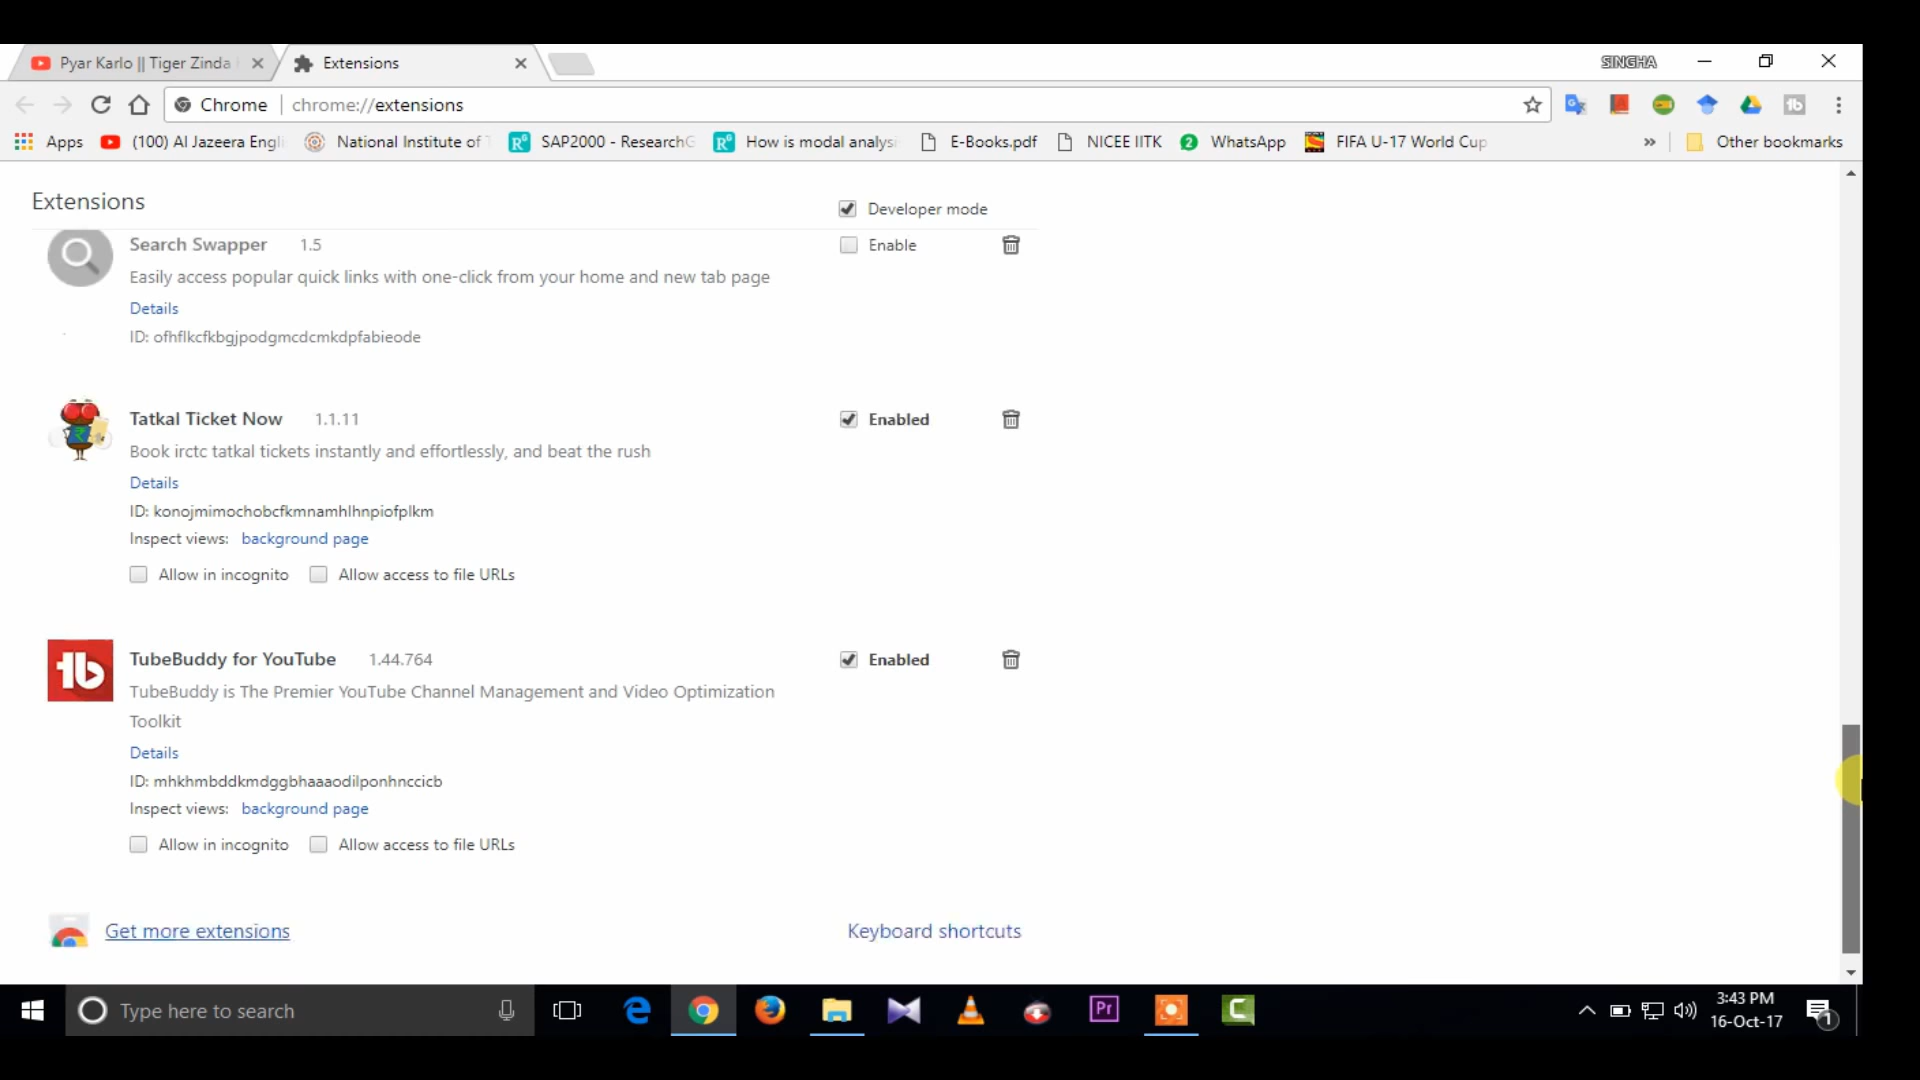 Pyar Karlo || Tiger Zinda
Extensions
SINGHA
Chrome
chrome://extensions
Apps
(100) Al Jazeera Engli
National Institute of
SAP2000 - ResearchG
How is modal analysi
E-Books.pdf
NICEE IITK
2
WhatsApp
FIFA U-17 World Cup
»
Other bookmarks
Extensions
Developer mode
Search Swapper 1.5
Enable
Easily access popular quick links with one-click from your home and new tab page
Details
ID: ofhflkcfkbgjpodgmcdcmkdpfabieode
Tatkal Ticket Now 1.1.11
Enabled
Book irctc tatkal tickets instantly and effortlessly, and beat the rush
Details
ID: konojmimochobcfkmnamhlhnpiofplkm
Inspect views: background page
Allow in incognito
Allow access to file URLs
TubeBuddy for YouTube 1.44.764
Enabled
TubeBuddy is The Premier YouTube Channel Management and Video Optimization
Toolkit
Details
ID: mhkhmbddkmdggbhaaaodilponhnccicb
Inspect views: background page
Allow in incognito
Allow access to file URLs
Get more extensions
Keyboard shortcuts
Type here to search
Pr
3:43 PM
16-Oct-17
1